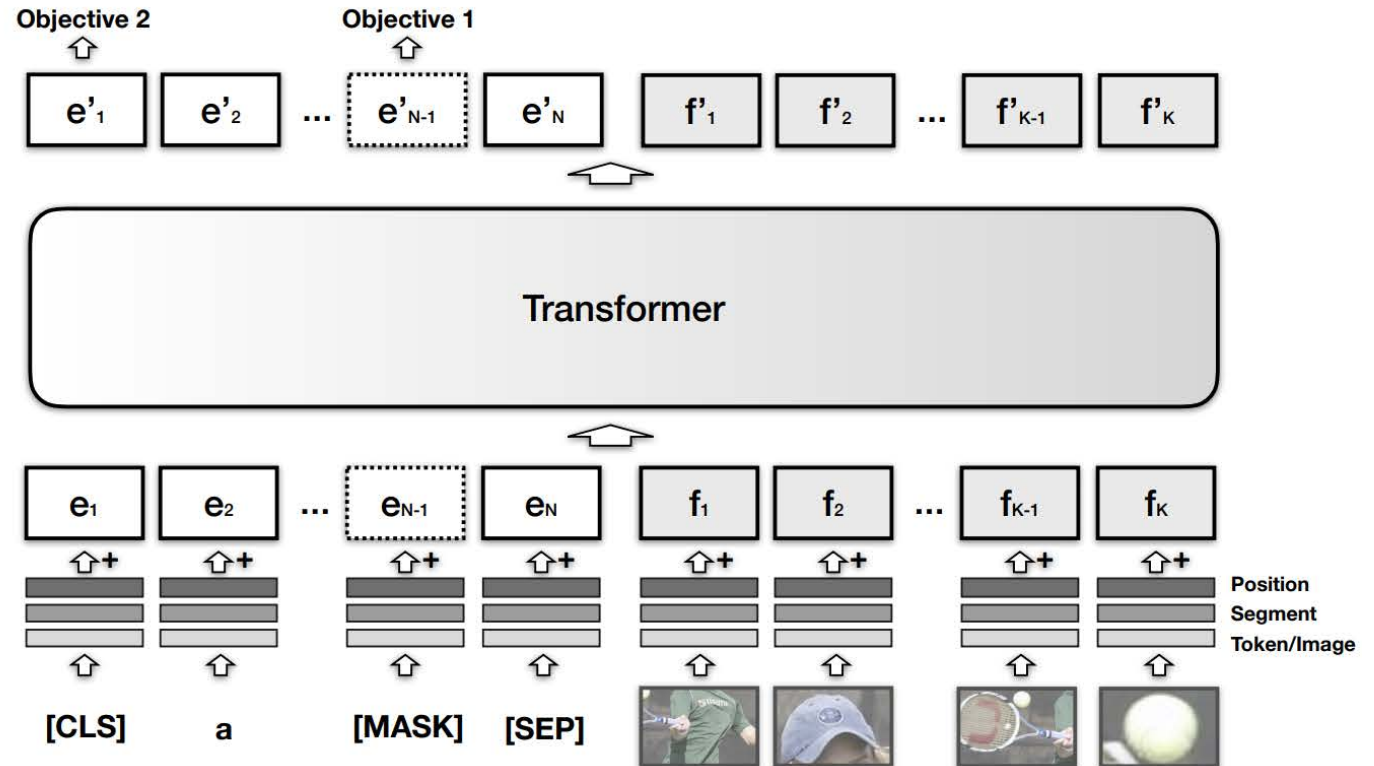 Objective 2 Objective 1
e'1 e'2 ... e'N-1 e'N f'1 f'2 ... f'K-1 f'K
Transformer
e1 e2 ... eN-1 eN f1 f2 ... fK-1 fK
+ + + + + + + +
Position
Segment
Token/Image
[CLS] a [MASK] [SEP]